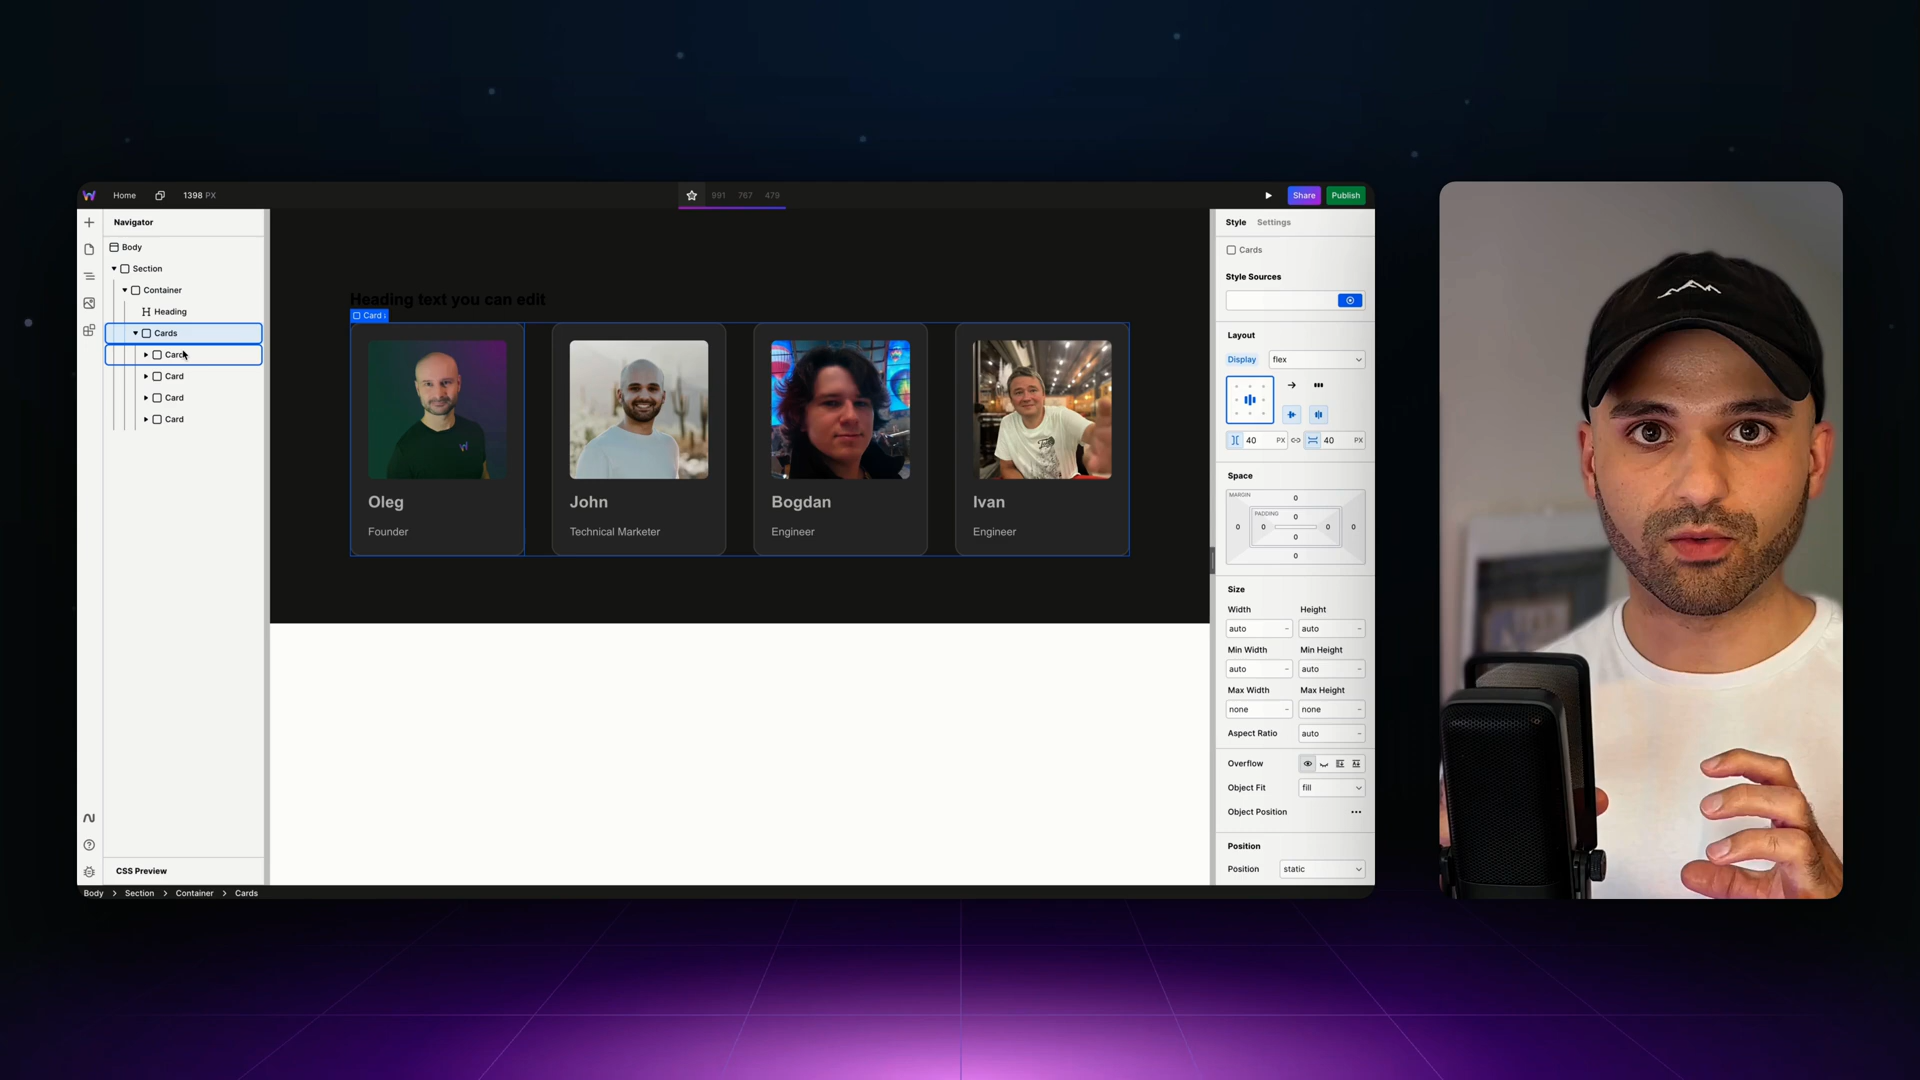 Home
1398 PX
991 767 479
Share
Publish
Navigator
Body
Section
Container
Heading
Cards
Card
Card
Card
Card
CSS Preview
Heading text you can edit
Card
Oleg
Founder
John
Technical Marketer
Bogdan
Engineer
Ivan
Engineer
Style Settings
Cards
Style Sources
Layout
Display flex
40 PX 40 PX
Space
MARGIN
0
PADDING
0
0 0 0 0
0
0
Size
Width Height
auto auto
Min Width Min Height
auto auto
Max Width Max Height
none none
Aspect Ratio auto
Overflow
Object Fit fill
Object Position
Position
Position static
Body > Section > Container > Cards